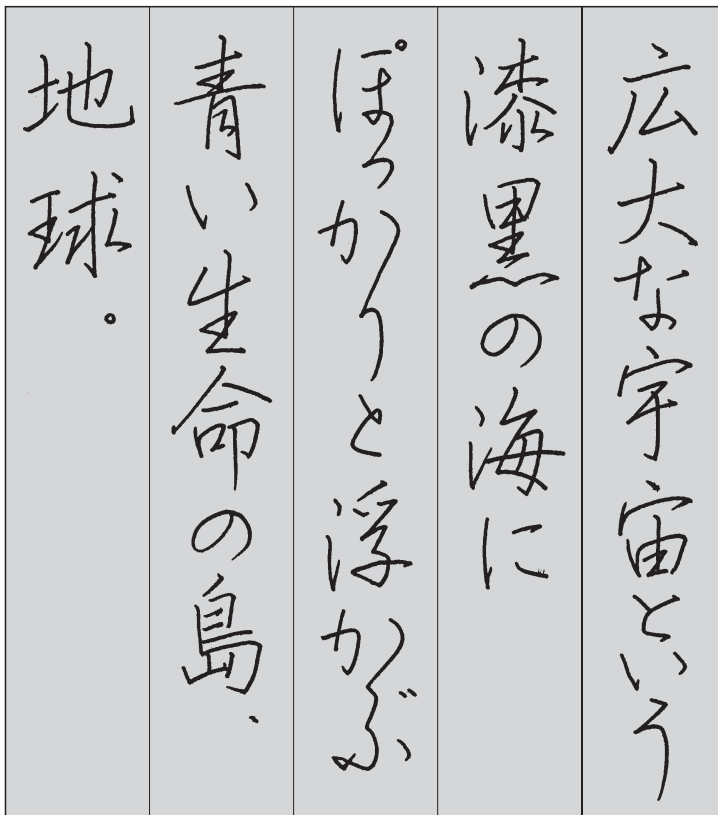 広大な宇宙という
漆黒の海に
ぽっかりと浮かぶ
青い生命の島、
地球。